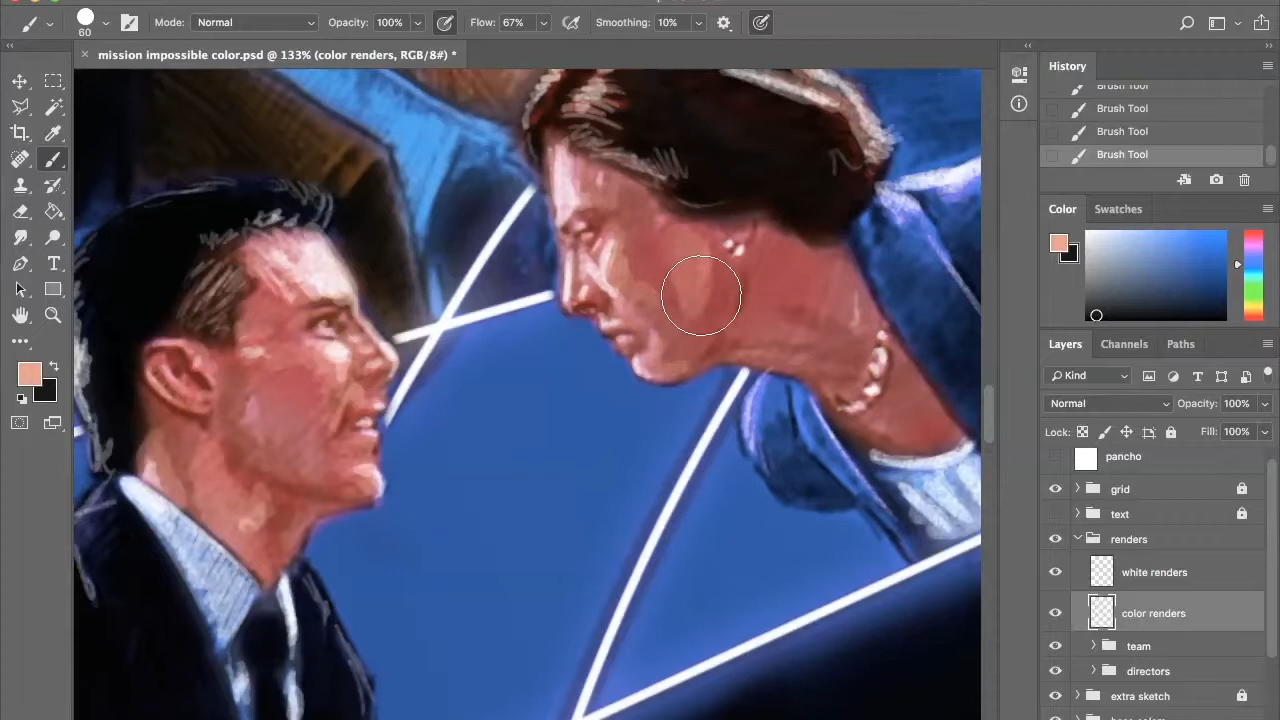 60 Mode: Normal Opacity: 100% Flow: 67% Smoothing: 10%
× mission impossible color.psd @ 133% (color renders, RGB/8#) *
History
Brush Tool
Brush Tool
Brush Tool
Brush Tool
Color Swatches
Layers Channels Paths
Kind
Normal Opacity: 100%
Lock: Fill: 100%
pancho
grid
text
renders
white renders
color renders
team
directors
extra sketch